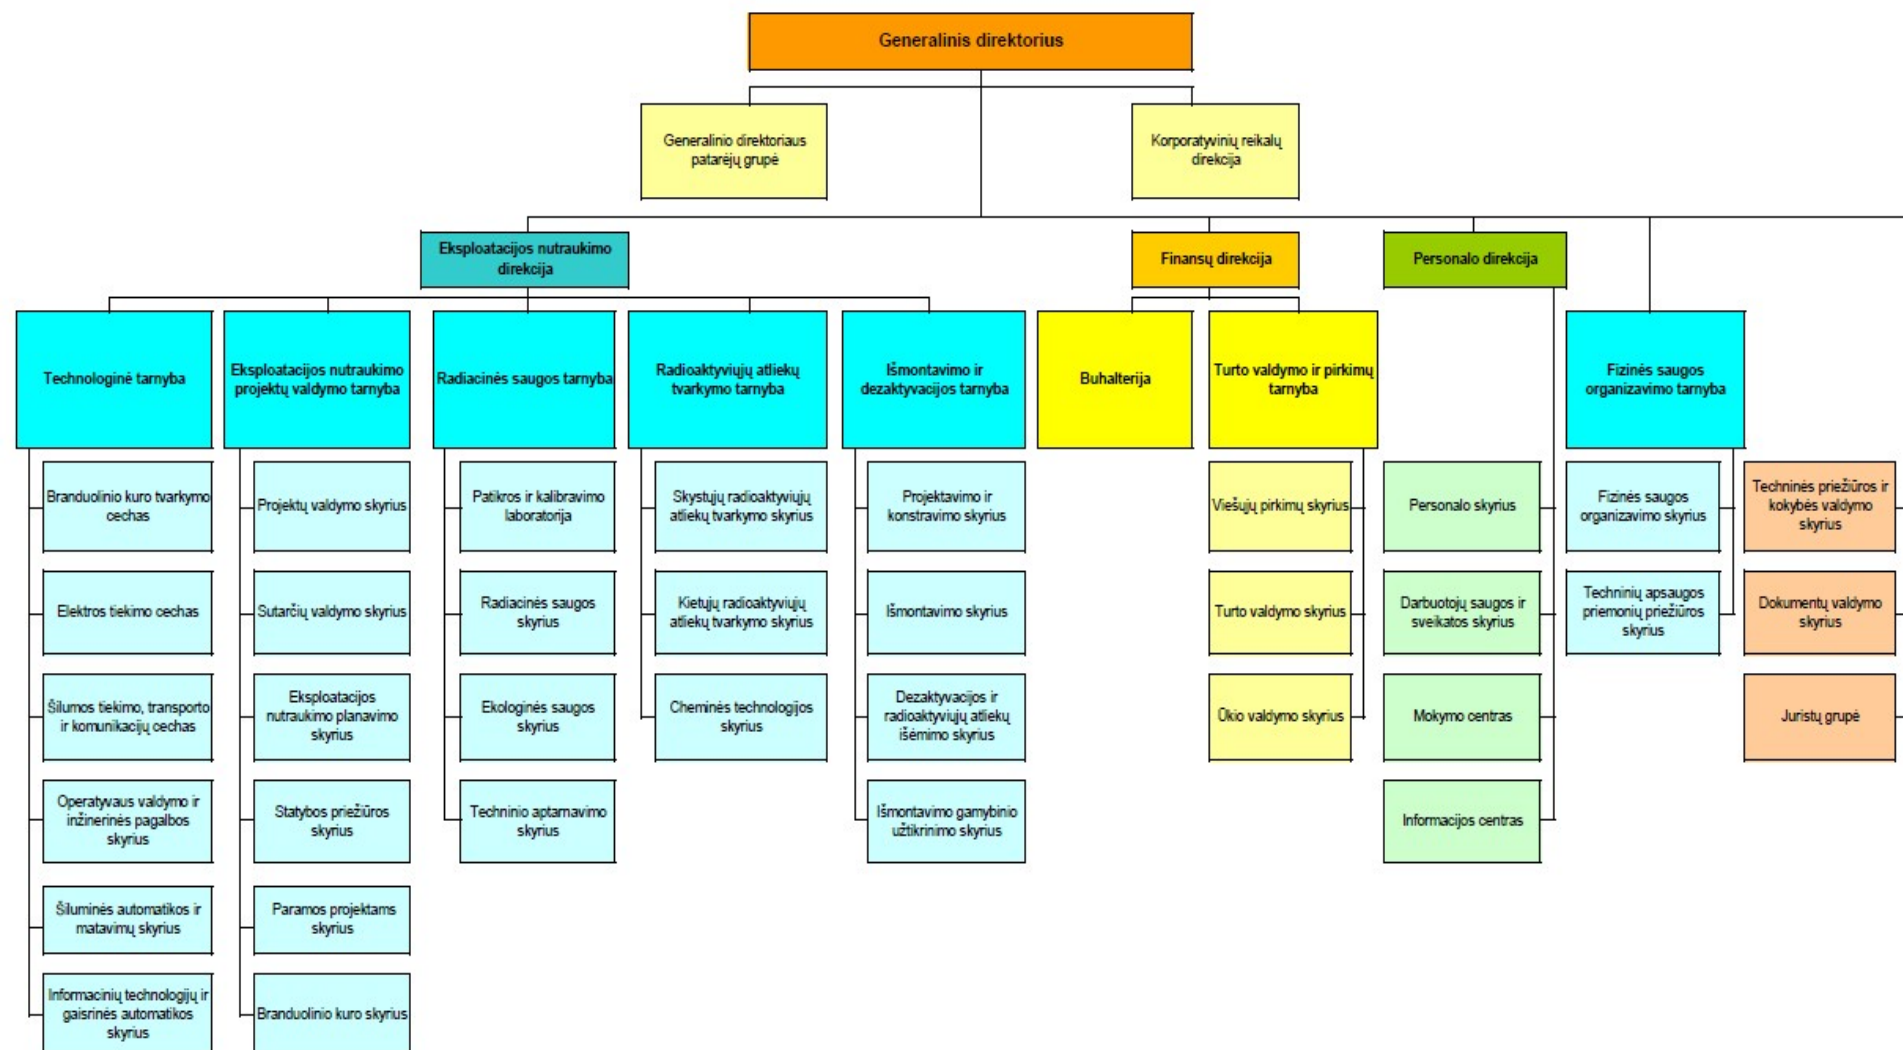 Generalinis direktorius
Generalinio direktoriaus
patarėjų grupė
Korporatyvinių reikalų
direkcija
Eksploatacijos nutraukimo
direkcija
Finansų direkcija
Personalo direkcija
Technologinė tarnyba
Eksploatacijos nutraukimo
projektų valdymo tarnyba
Radiacinės saugos tarnyba
Radioaktyviųjų atliekų
tvarkymo tarnyba
Išmontavimo ir
dezaktyvacijos tarnyba
Buhalterija
Turto valdymo ir pirkimų
tarnyba
Fizinės saugos
organizavimo tarnyba
Branduolinio kuro tvarkymo
cechas
Projektų valdymo skyrius
Patikros ir kalibravimo
laboratorija
Skystųjų radioaktyviųjų
atliekų tvarkymo skyrius
Projektavimo ir
konstravimo skyrius
Viešųjų pirkimų skyrius
Personalo skyrius
Fizinės saugos
organizavimo skyrius
Techninės priežiūros ir
kokybės valdymo
skyrius
Elektros tiekimo cechas
Sutarčių valdymo skyrius
Radiacinės saugos
skyrius
Kietųjų radioaktyviųjų
atliekų tvarkymo skyrius
Išmontavimo skyrius
Turto valdymo skyrius
Darbuotojų saugos ir
sveikatos skyrius
Techninių apsaugos
priemonių priežiūros
skyrius
Dokumentų valdymo
skyrius
Šilumos tiekimo, transporto
ir komunikacijų cechas
Eksploatacijos
nutraukimo planavimo
skyrius
Ekologinės saugos
skyrius
Cheminės technologijos
skyrius
Dezaktyvacijos ir
radioaktyviųjų atliekų
išėmimo skyrius
Ūkio valdymo skyrius
Mokymo centras
Juristų grupė
Operatyvaus valdymo ir
inžinerinės pagalbos
skyrius
Statybos priežiūros
skyrius
Techninio aptarnavimo
skyrius
Išmontavimo gamybinio
užtikrinimo skyrius
Informacijos centras
Šiluminės automatikos ir
matavimų skyrius
Paramos projektams
skyrius
Informacinių technologijų ir
gaisrinės automatikos
skyrius
Branduolinio kuro skyrius